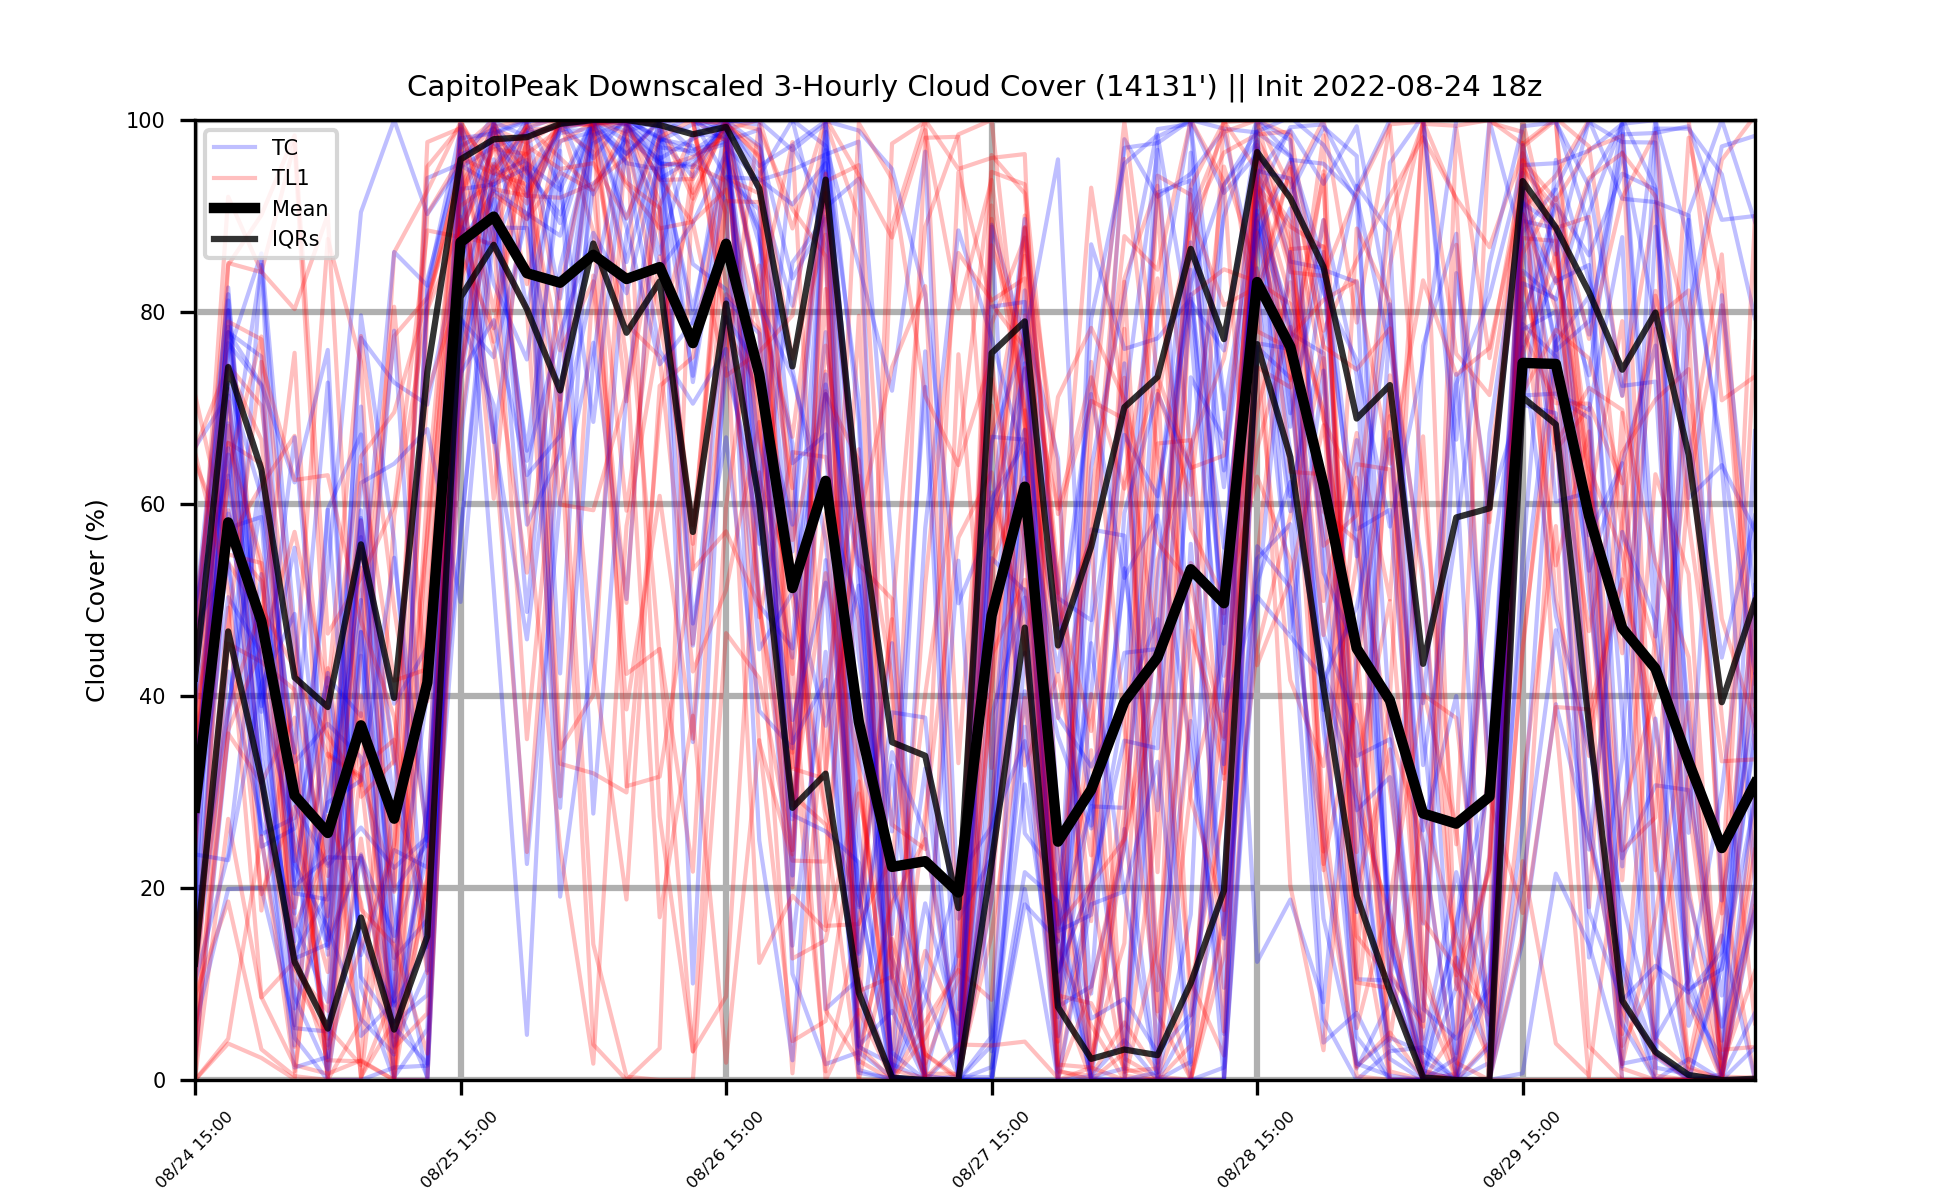 CapitolPeak Downscaled 3-Hourly Cloud Cover (14131') || Init 2022-08-24 18z
TC
TL1
Mean
IQRs
Cloud Cover (%)
100
80
60
40
20
0
08/24 15:00
08/25 15:00
08/26 15:00
08/27 15:00
08/28 15:00
08/29 15:00